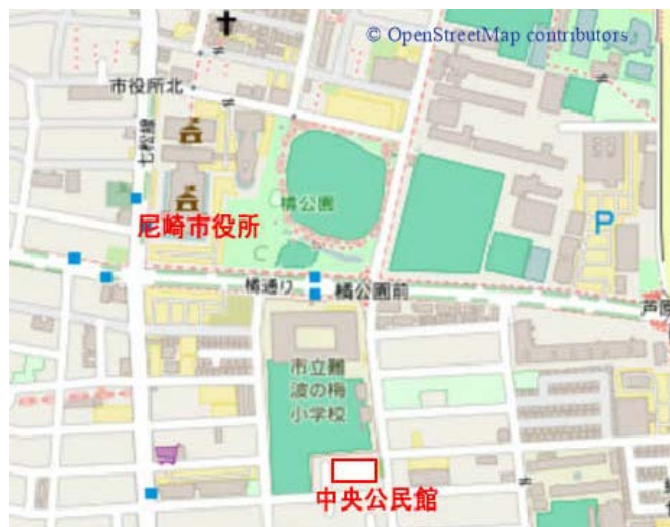 © OpenStreetMap contributors
市役所北
七松線
橘公園
尼崎市役所
P
橘通り
橘公園前
芦原
市立難
波の梅
小学校
中央公民館